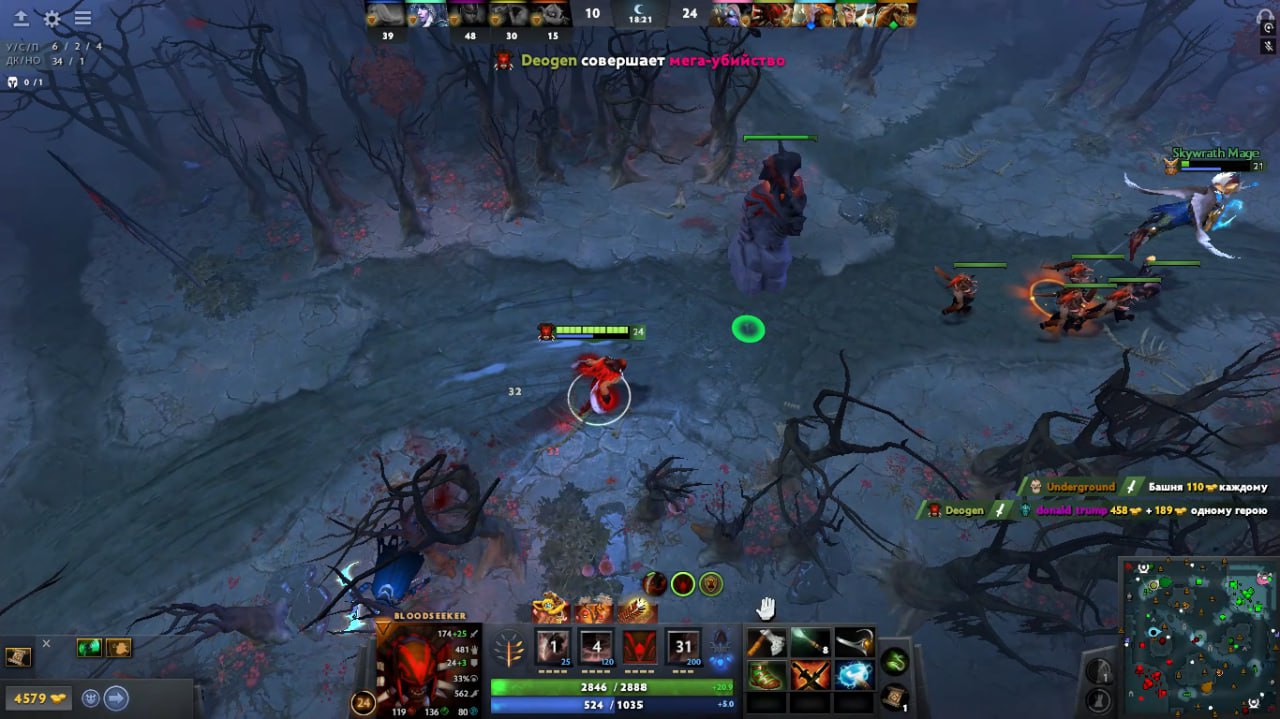 10
18:21
24
39
48
30
15
У/С/П 6 / 2 / 4
ДК/НО 34 / 1
0 / 1
Deogen совершает мега-убийство
Skywrath Mage
21
24
32
Underground Башня 110 каждому
Deogen donald trump 458 + 189 одному герою
BLOODSEEKER
174+25
481
24+3
33%
562
119 136 80
24
1
25
4
120
31
200
2846 / 2888
+20.9
524 / 1035
+5.0
8
1
1
4579